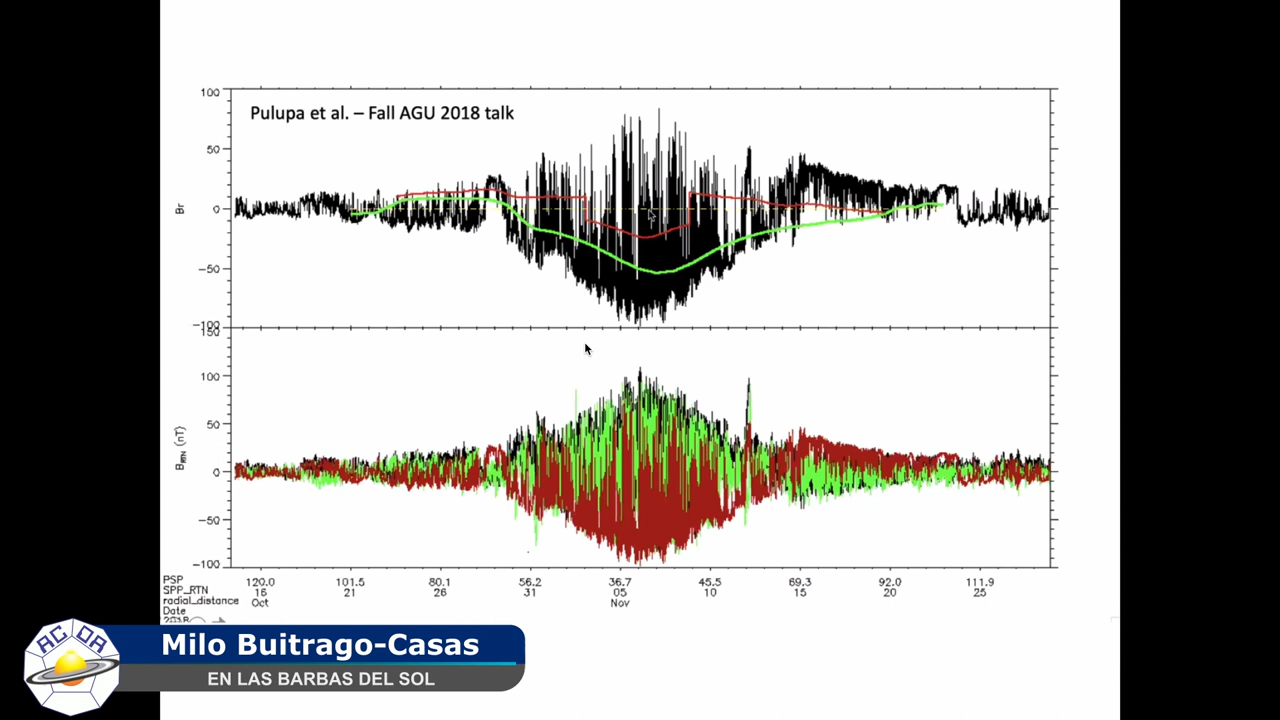 Pulupa et al. – Fall AGU 2018 talk
100
50
0
−50
−100
Br
150
100
50
0
−50
−100
B_RTN (nT)
PSP 120.0 101.5 80.1 56.2 36.7 45.5 69.3 92.0 111.9
SPP_RTN 16 21 26 31 05 10 15 20 25
radial_distance Oct Nov
Date
2018
ACDA
Milo Buitrago-Casas
EN LAS BARBAS DEL SOL